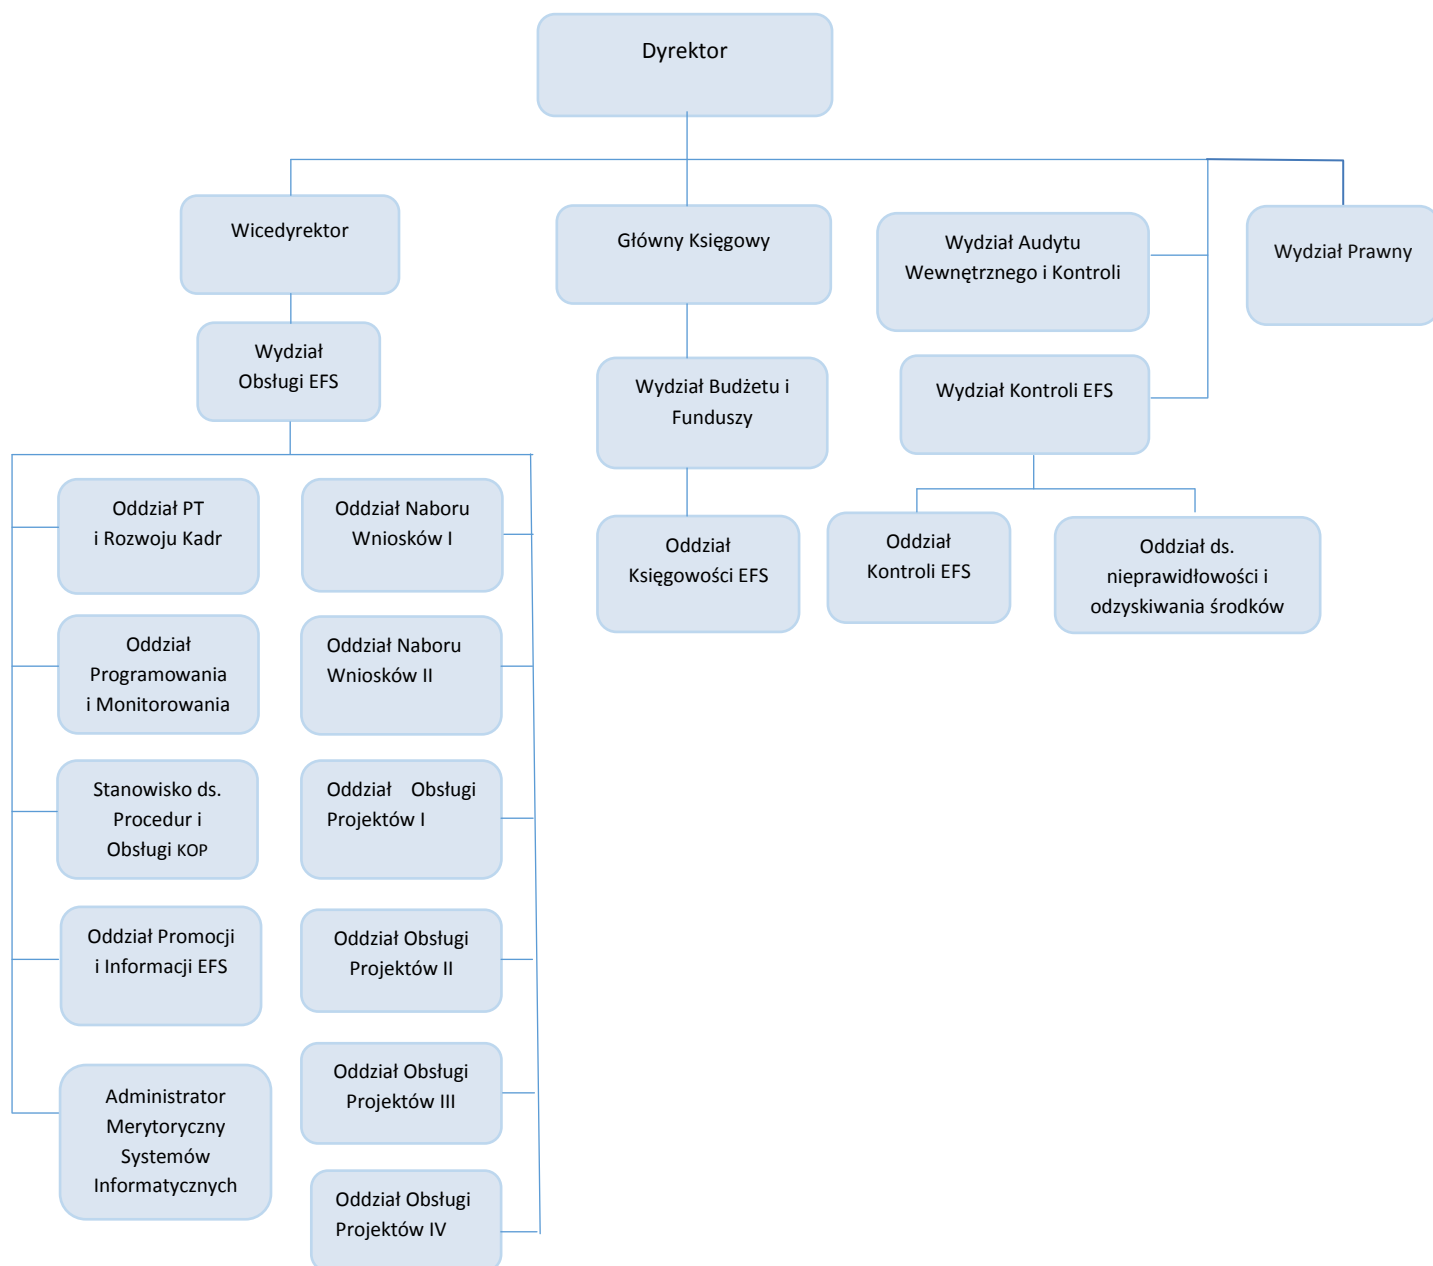 Dyrektor
Wicedyrektor
Główny Księgowy
Wydział Audytu
Wewnętrznego i Kontroli
Wydział Prawny
Wydział
Obsługi EFS
Wydział Budżetu i
Funduszy
Wydział Kontroli EFS
Oddział PT
i Rozwoju Kadr
Oddział Naboru
Wniosków I
Oddział
Księgowości EFS
Oddział
Kontroli EFS
Oddział ds.
nieprawidłowości i
odzyskiwania środków
Oddział
Programowania
i Monitorowania
Oddział Naboru
Wniosków II
Stanowisko ds.
Procedur i
Obsługi KOP
Oddział Obsługi
Projektów I
Oddział Promocji
i Informacji EFS
Oddział Obsługi
Projektów II
Administrator
Merytoryczny
Systemów
Informatycznych
Oddział Obsługi
Projektów III
Oddział Obsługi
Projektów IV